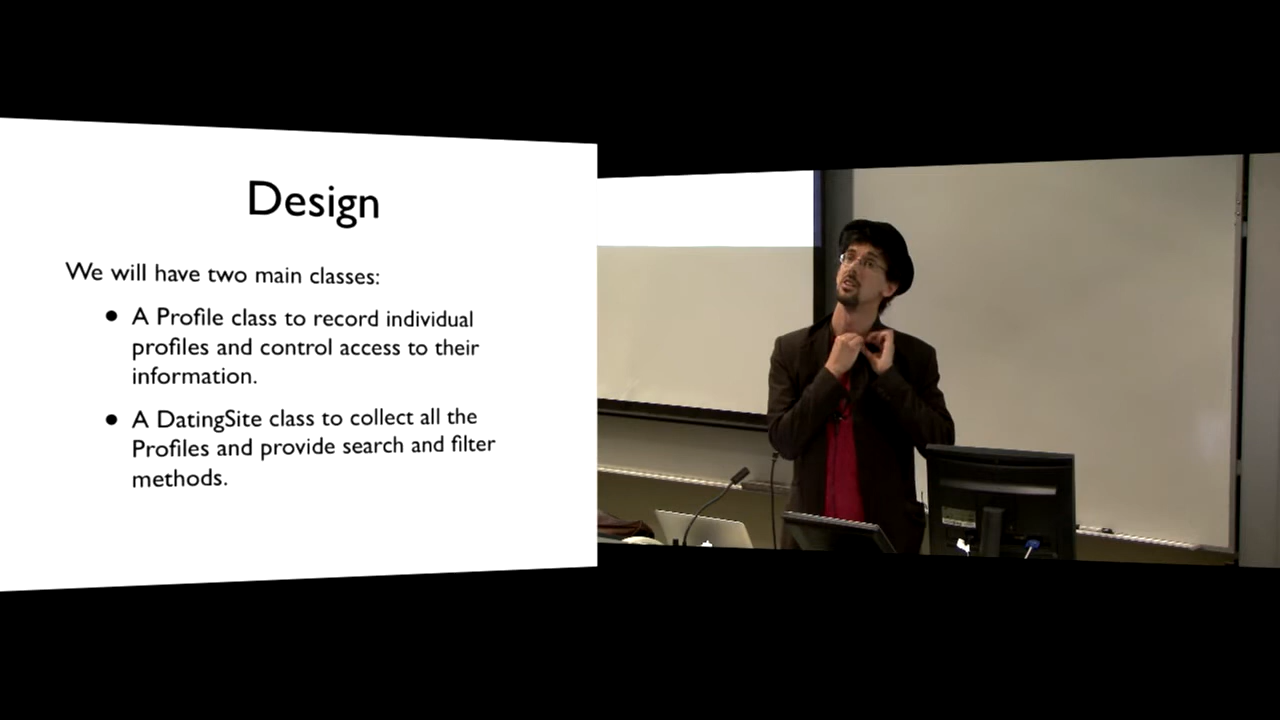 Design
We will have two main classes:
• A Profile class to record individual
profiles and control access to their
information.
• A DatingSite class to collect all the
Profiles and provide search and filter
methods.